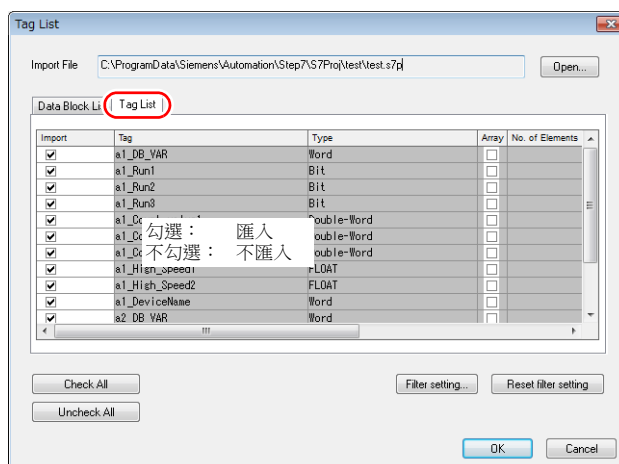 Tag List
Import File C:\ProgramData\Siemens\Automation\Step7\S7Proj\test\test.s7p Open...
Data Block Li Tag List
Import Tag Type Array No. of Elements
a1_DB_VAR Word
a1_Run1 Bit
a1_Run2 Bit
a1_Run3 Bit
a1_Co Double-Word
a1_Co Double-Word
a1_Co Double-Word
勾選： 匯入
不勾選： 不匯入
a1_High_Speed1 FLOAT
a1_High_Speed2 FLOAT
a1_DeviceName Word
a2_DB_VAR Word
Check All Filter setting... Reset filter setting
Uncheck All
OK Cancel